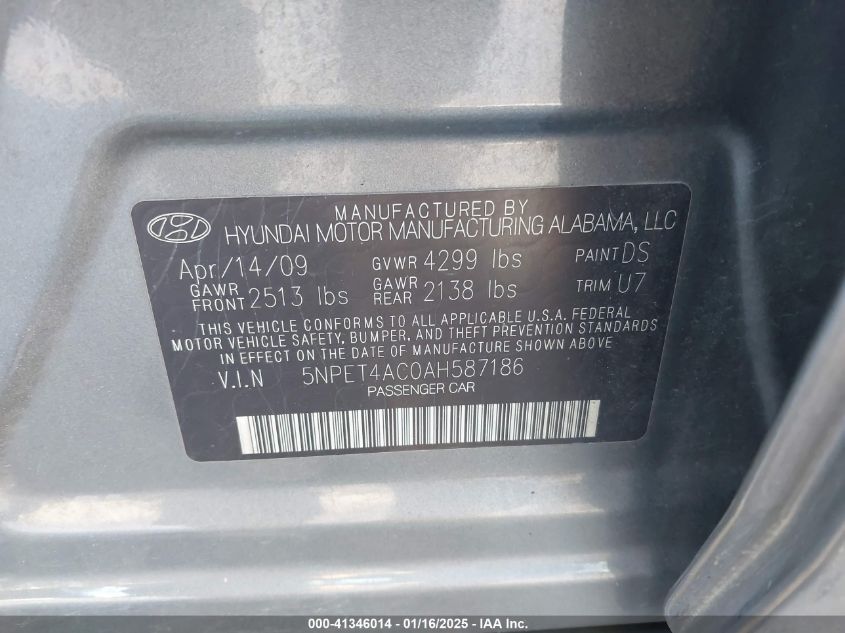 MANUFACTURED BY
HYUNDAI MOTOR MANUFACTURING ALABAMA, LLC
Apr/14/09 GVWR 4299 lbs PAINT DS
GAWR FRONT 2513 lbs GAWR REAR 2138 lbs TRIM U7
THIS VEHICLE CONFORMS TO ALL APPLICABLE U.S.A. FEDERAL
MOTOR VEHICLE SAFETY, BUMPER, AND THEFT PREVENTION STANDARDS
IN EFFECT ON THE DATE OF MANUFACTURE SHOWN ABOVE
V.I.N 5NPET4AC0AH587186
PASSENGER CAR
000-41346014 - 01/16/2025 - IAA Inc.